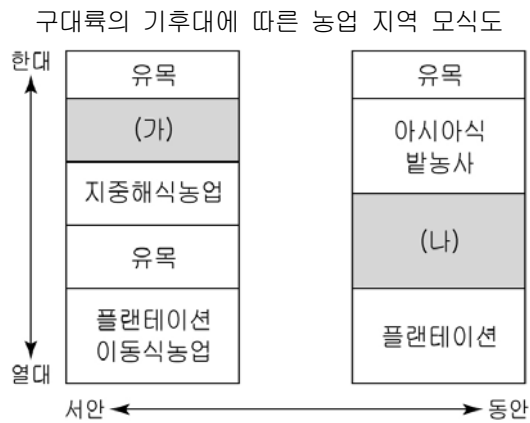 구대륙의 기후대에 따른 농업 지역 모식도
한대
유목
(가)
지중해식농업
유목
플랜테이션
이동식농업
열대
유목
아시아식
밭농사
(나)
플랜테이션
서안
동안